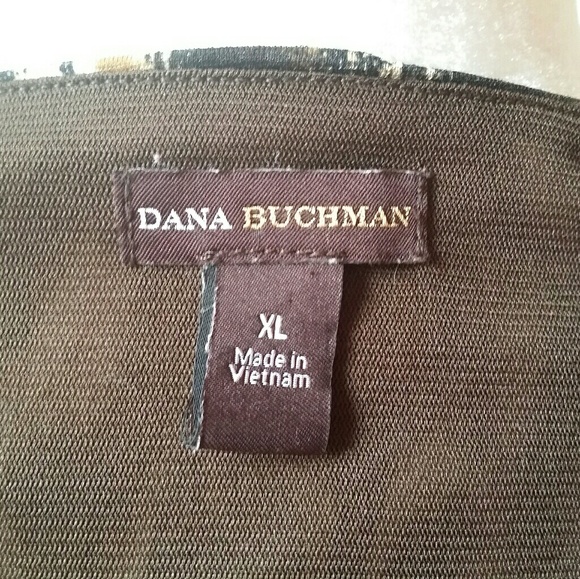 DANA BUCHMAN
XL
Made in
Vietnam